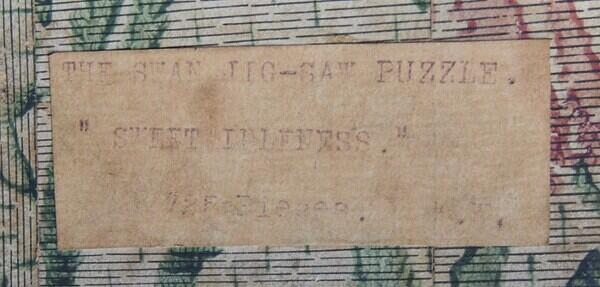 THE SWAN JIG-SAW PUZZLE.
" SWEET IDLENESS."
Pieces.